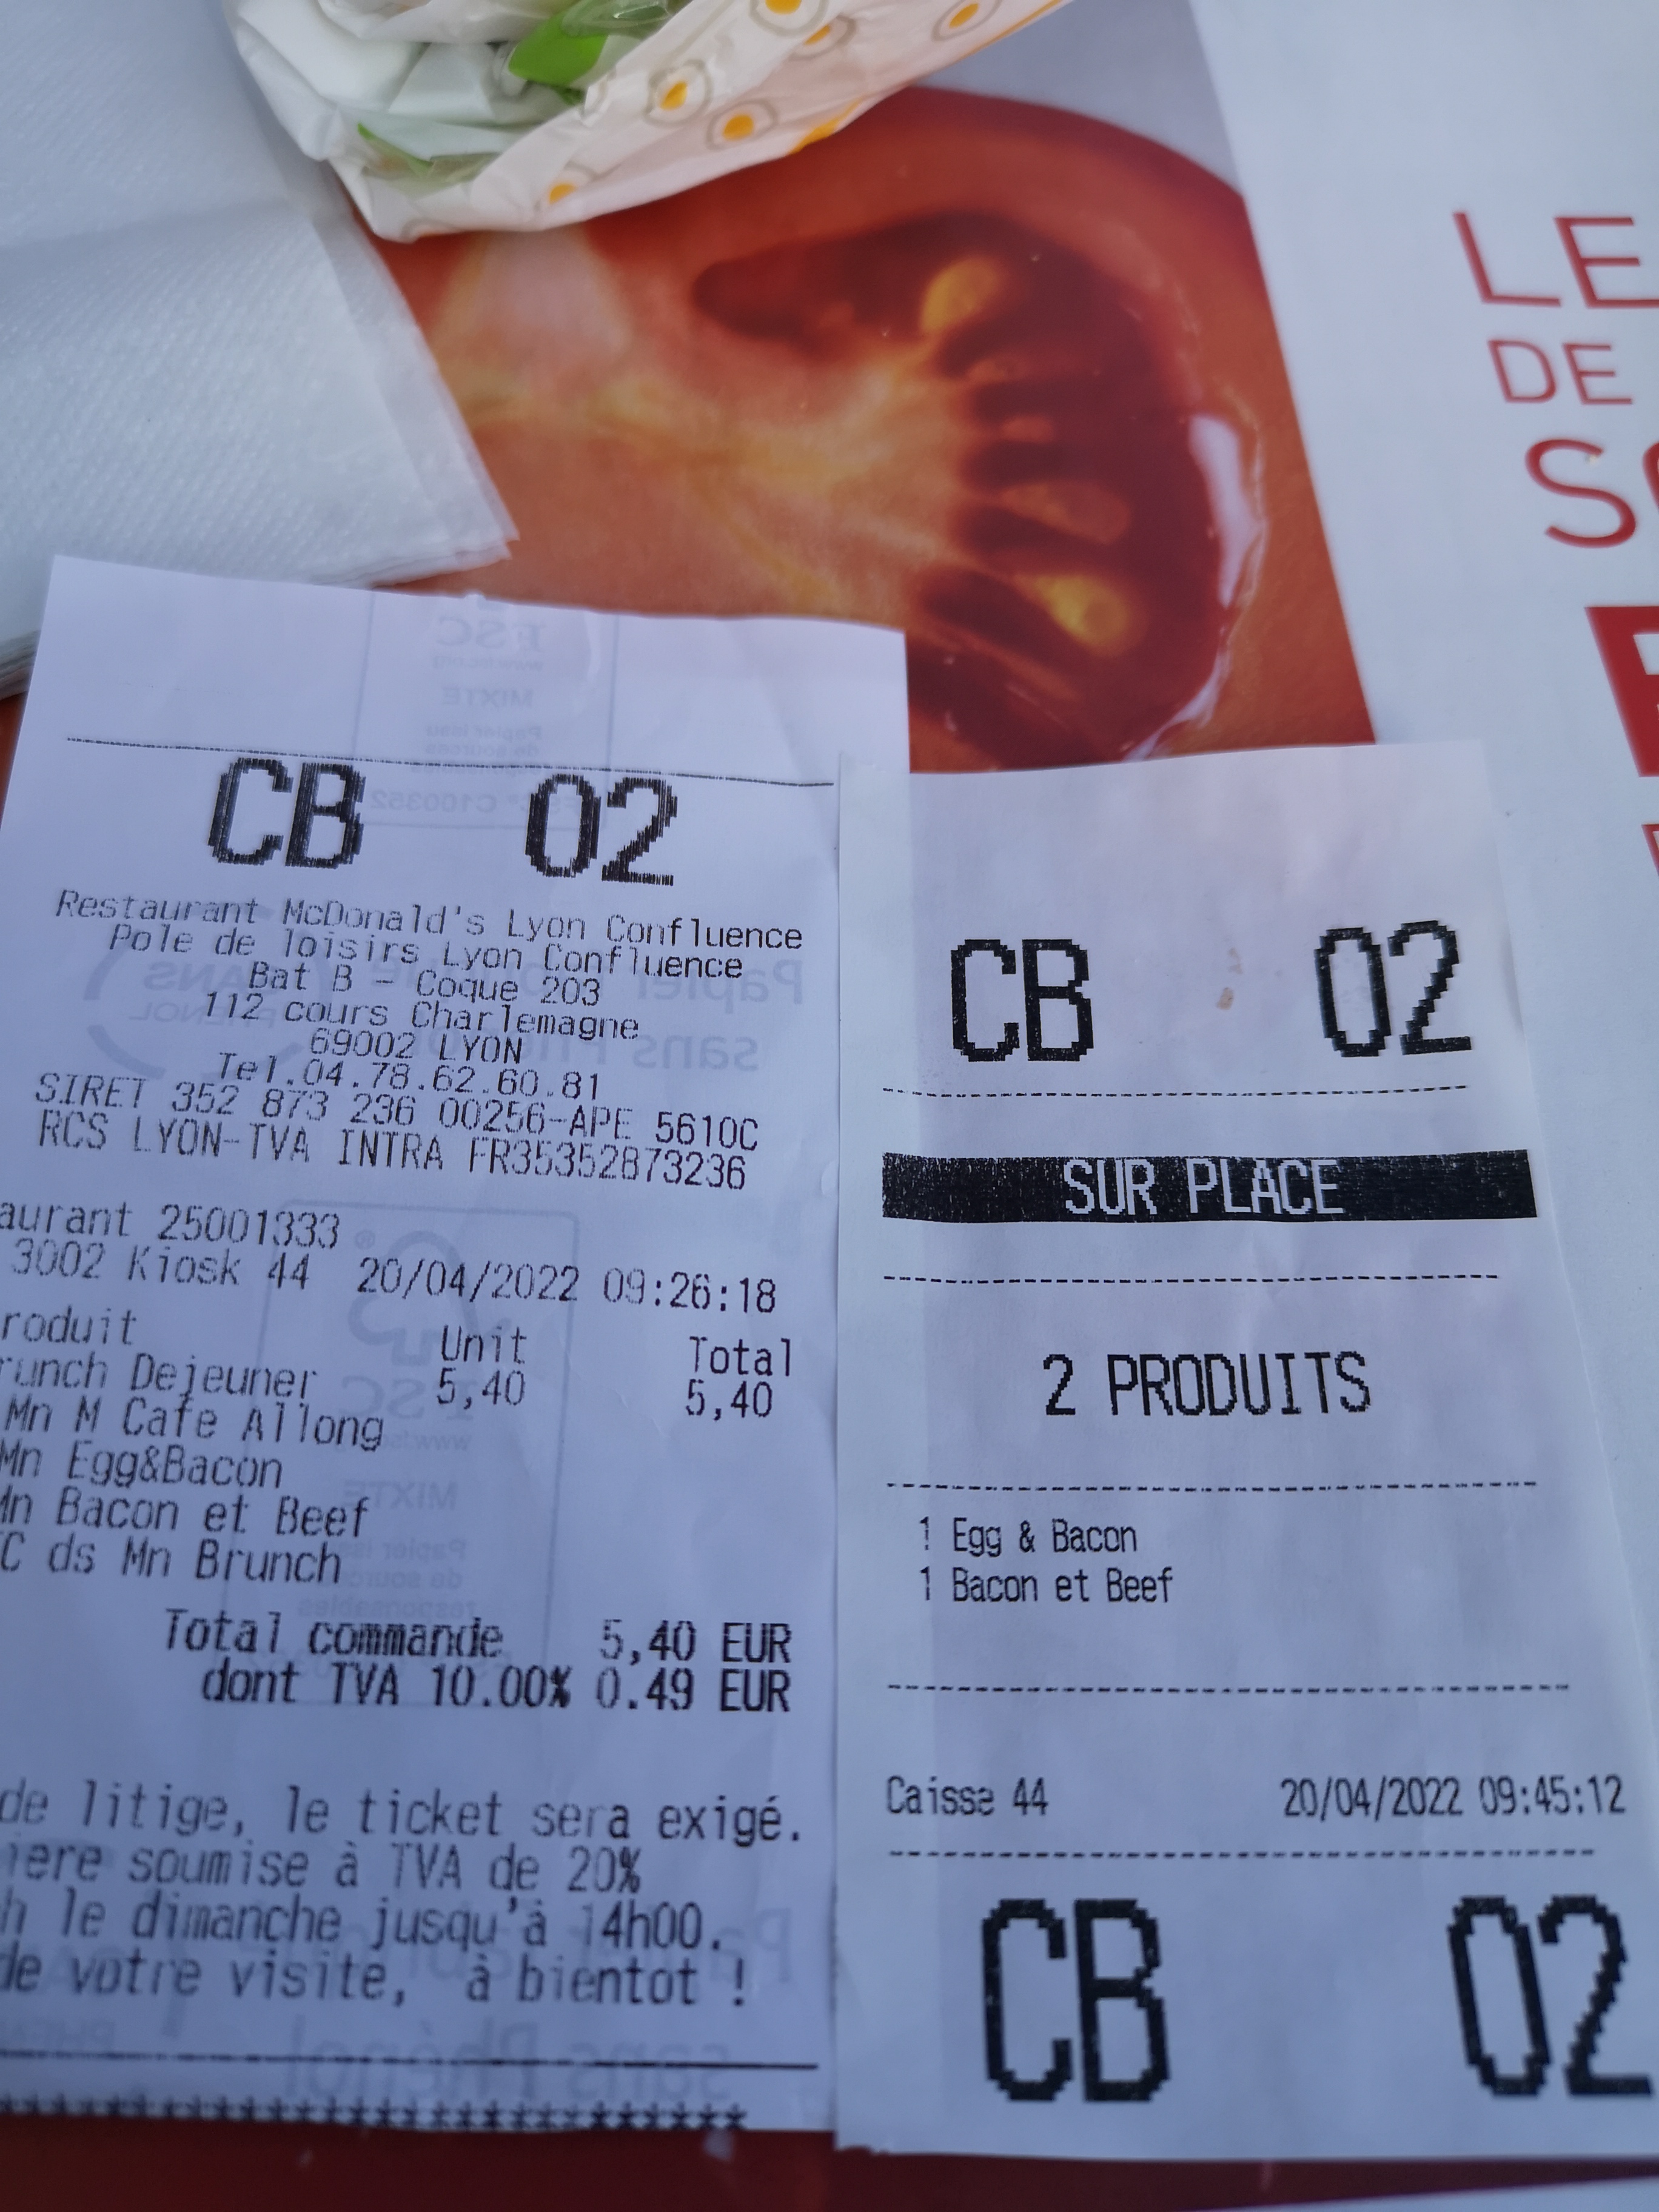 LE
DE
CB 02
Restaurant McDonald's Lyon Confluence
Pole de loisirs Lyon Confluence
Bat B - Coque 203
112 cours Charlemagne
69002 LYON
Tel.04.78.62.60.81
SIRET 352 873 236 00256-APE 5610C
RCS LYON-TVA INTRA FR35352873236
aurant 25001333
3002 Kiosk 44 20/04/2022 09:26:18
roduit Unit Total
runch Dejeuner 5,40 5,40
Mn M Cafe Allong
Mn Egg&Bacon
Mn Bacon et Beef
C ds Mn Brunch
Total commande 5,40 EUR
dont TVA 10.00% 0.49 EUR
de litige, le ticket sera exigé.
iere soumise à TVA de 20%
h le dimanche jusqu'à 14h00.
de votre visite, à bientot !
****************************
CB 02
SUR PLACE
2 PRODUITS
1 Egg & Bacon
1 Bacon et Beef
Caisse 44 20/04/2022 09:45:12
CB 02